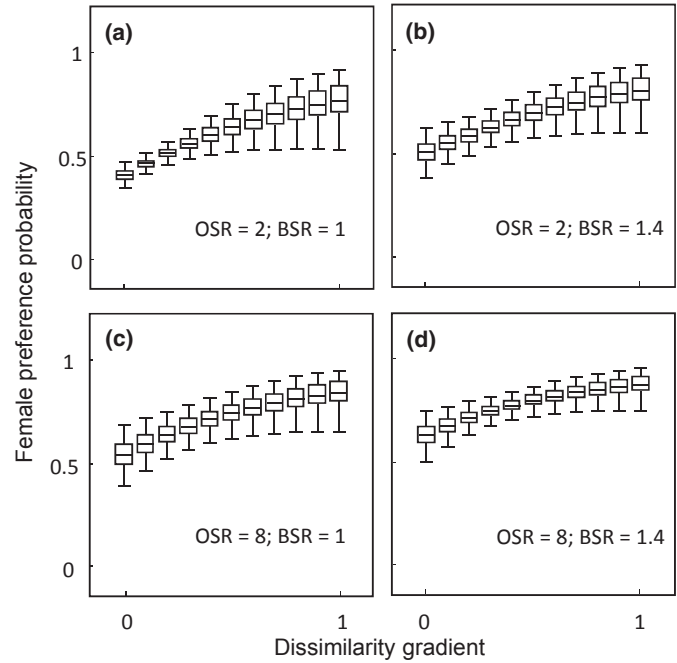 (a)
(b)
1
0.5
0
OSR = 2; BSR = 1
OSR = 2; BSR = 1.4
Female preference probability
(c)
(d)
1
0.5
0
OSR = 8; BSR = 1
OSR = 8; BSR = 1.4
0
1
0
1
Dissimilarity gradient